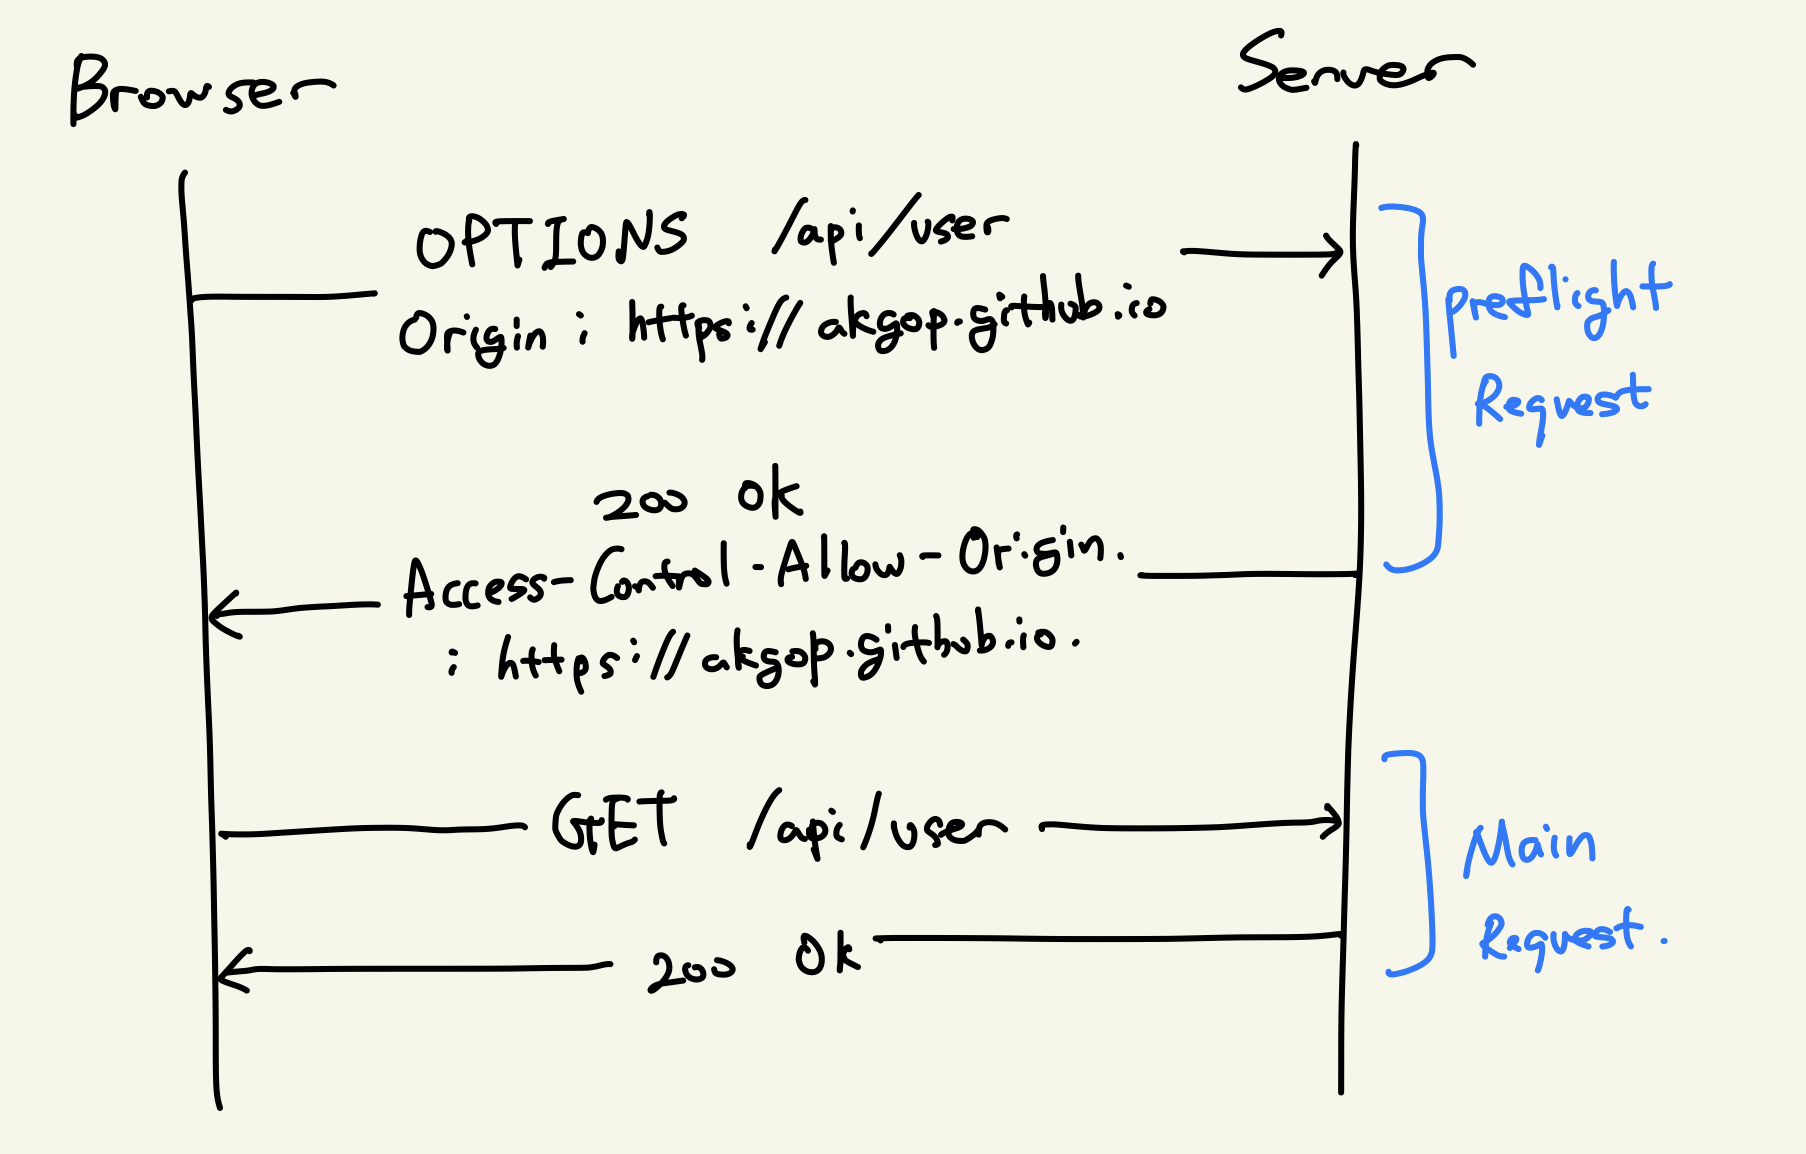 Browser
Server
OPTIONS /api/user
Origin : https://akgop.github.io
preflight
Request
200 Ok
Access-Control-Allow-Origin.
: https://akgop.github.io.
GET /api/user
Main
Request.
200 Ok